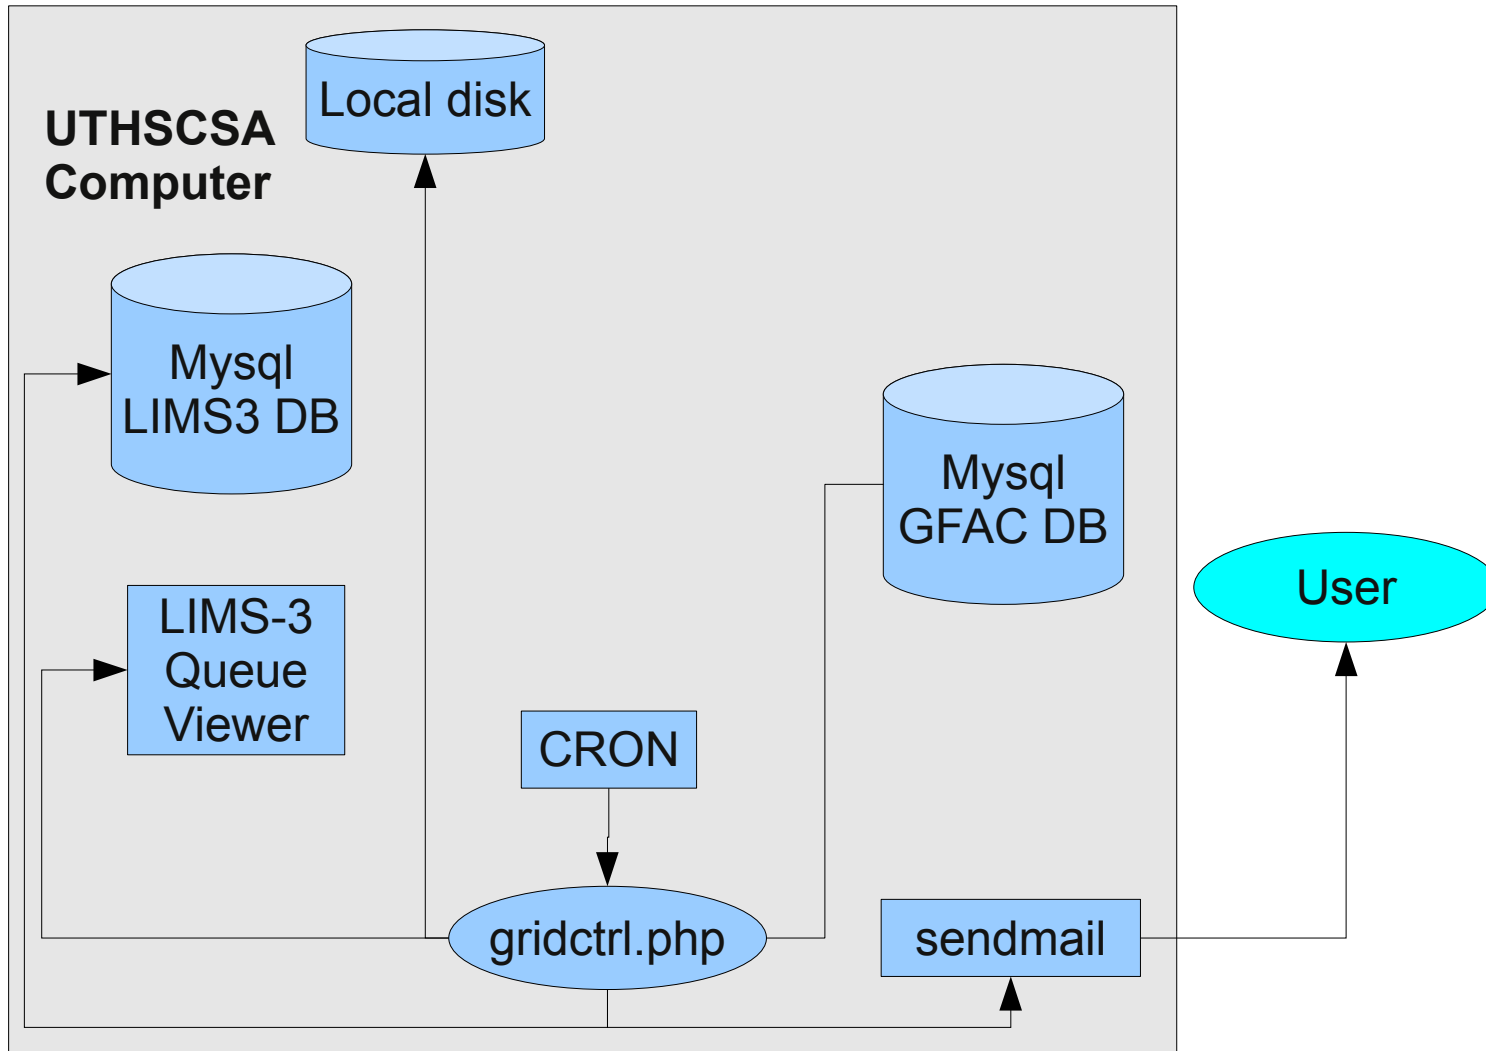 Local disk
UTHSCSA
Computer
Mysql
LIMS3 DB
Mysql
GFAC DB
User
LIMS-3
Queue
Viewer
CRON
gridctrl.php
sendmail